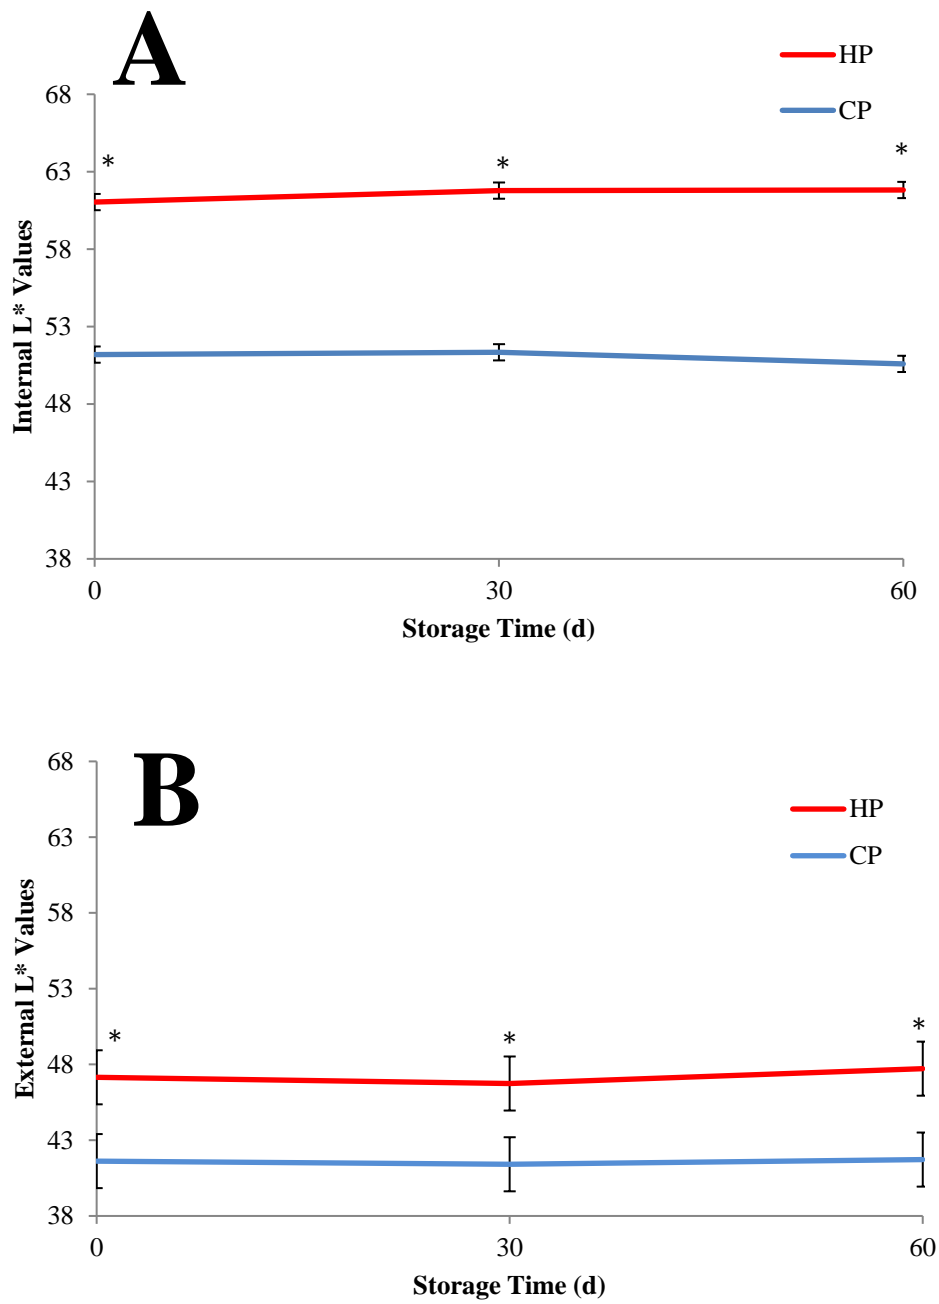 A
HP
CP
68
63
58
53
48
43
38
* * *
Internal L* Values
0 30 60
Storage Time (d)
B
HP
CP
68
63
58
53
48
43
38
* * *
External L* Values
0 30 60
Storage Time (d)